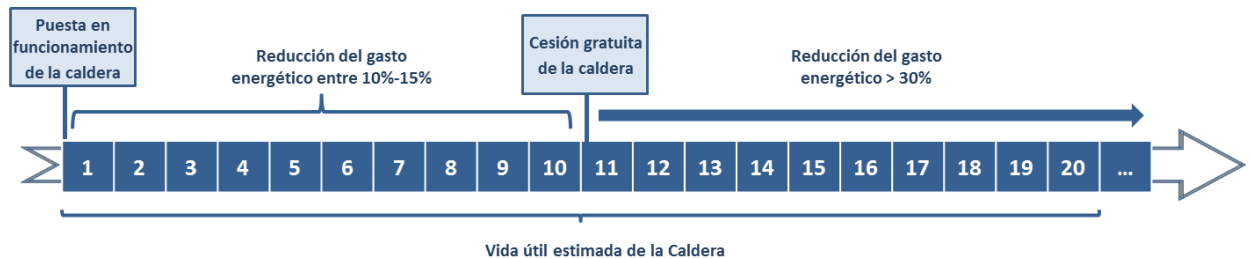 Puesta en
funcionamiento
de la caldera
Reducción del gasto
energético entre 10%-15%
Cesión gratuita
de la caldera
Reducción del gasto
energético > 30%
1 2 3 4 5 6 7 8 9 10 11 12 13 14 15 16 17 18 19 20 ...
Vida útil estimada de la Caldera